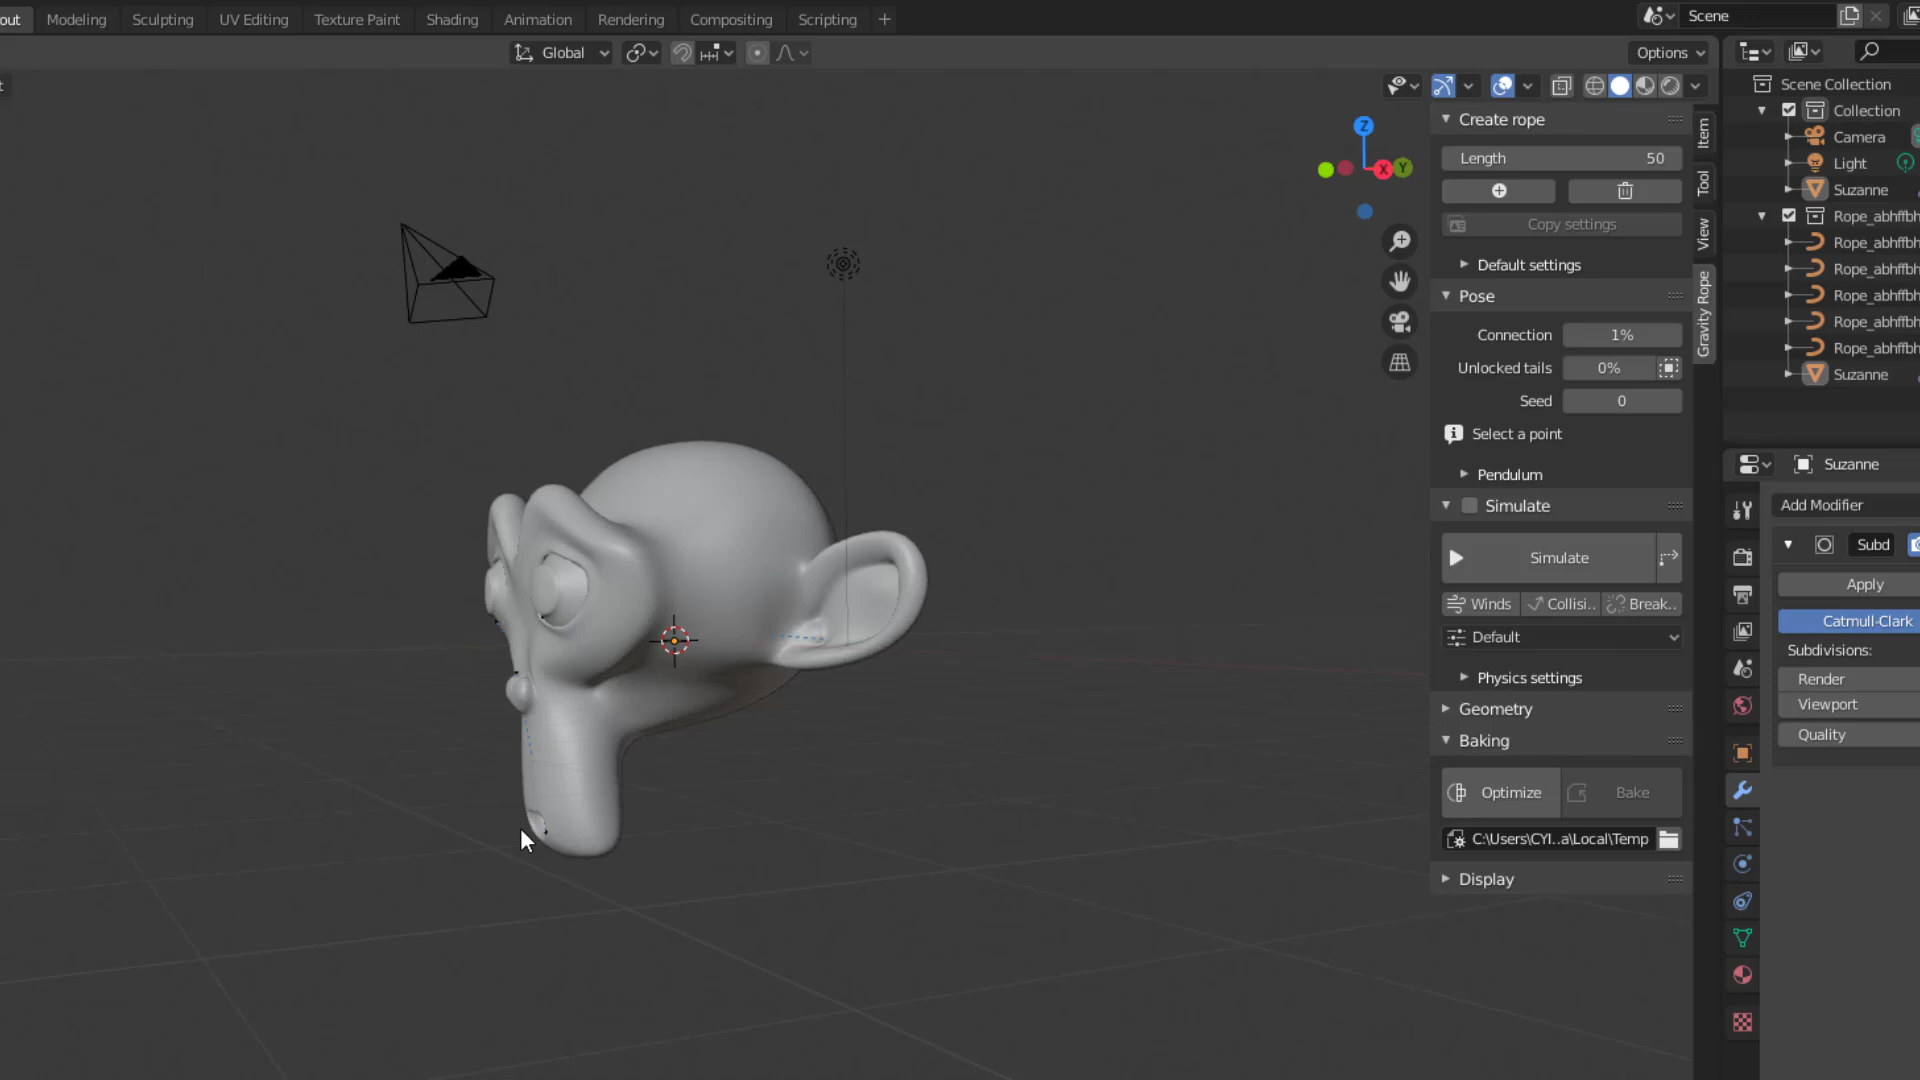 out Modeling Sculpting UV Editing Texture Paint Shading Animation Rendering Compositing Scripting +
Scene
Global
Options
Scene Collection
Collection
Camera
Light
Suzanne
Rope_abhffbh
Rope_abhffbh
Rope_abhffbh
Rope_abhffbh
Rope_abhffbh
Rope_abhffbh
Suzanne
Z
X
Y
Create rope
Length 50
Copy settings
Default settings
Pose
Connection 1%
Unlocked tails 0%
Seed 0
Select a point
Pendulum
Simulate
Simulate
Winds Collisi.. Break..
Default
Physics settings
Geometry
Baking
Optimize Bake
C:\Users\CYI..a\Local\Temp
Display
Item
Tool
View
Gravity Rope
Suzanne
Add Modifier
Subd
Apply
Catmull-Clark
Subdivisions:
Render
Viewport
Quality